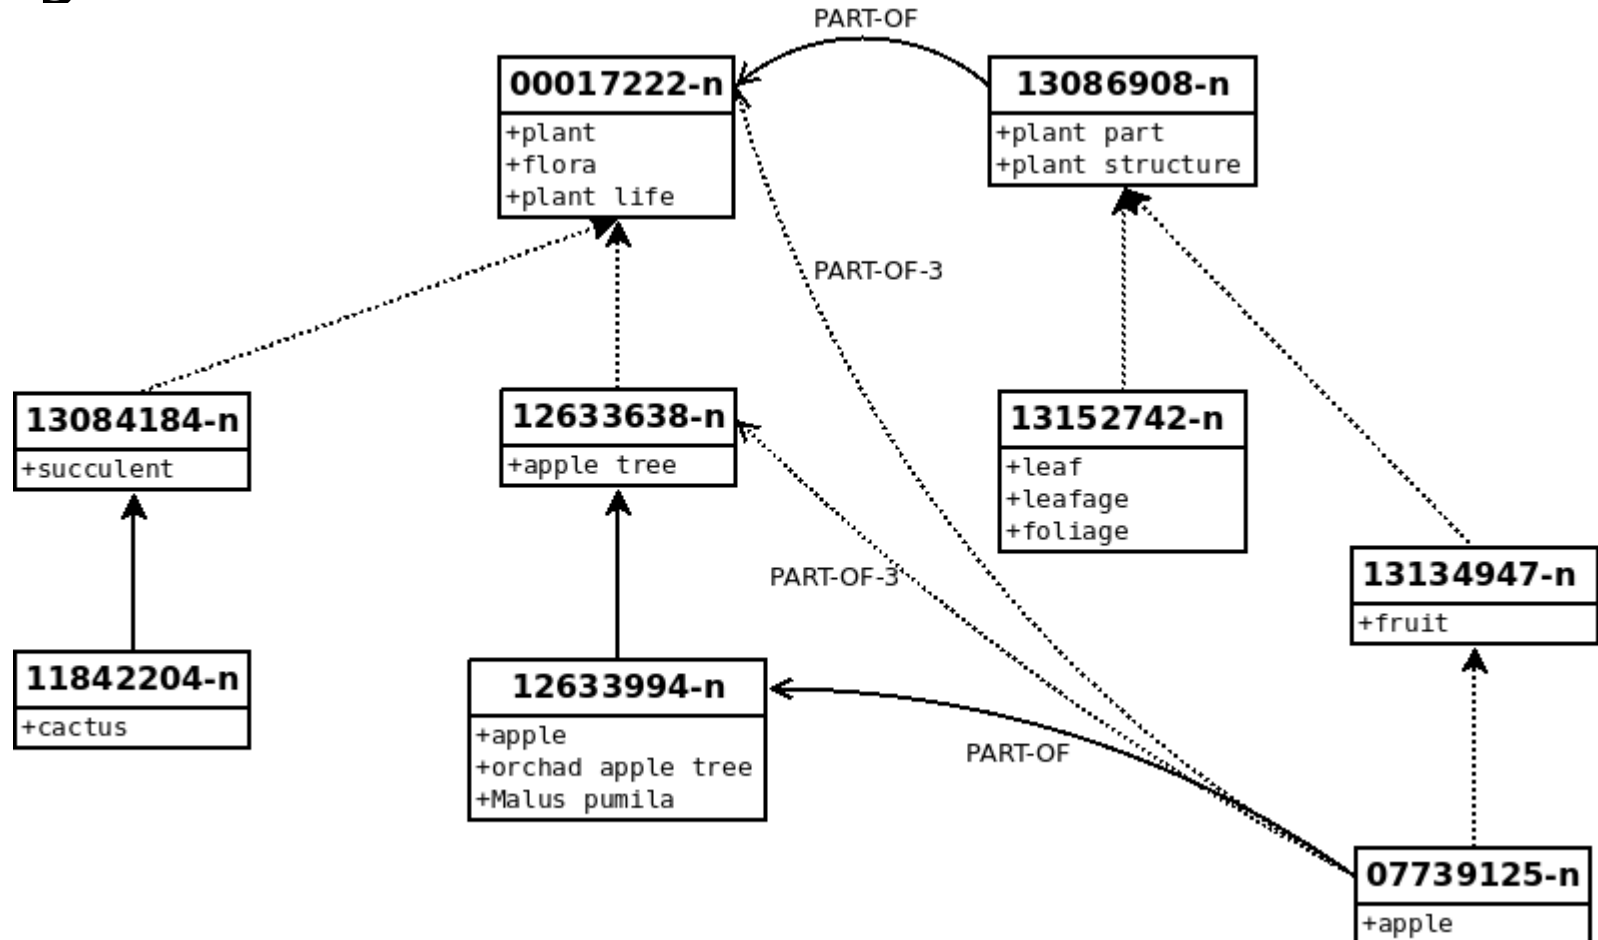 PART-OF
00017222-n
+plant
+flora
+plant life
13086908-n
+plant part
+plant structure
PART-OF-3
13084184-n
+succulent
12633638-n
+apple tree
13152742-n
+leaf
+leafage
+foliage
PART-OF-3
13134947-n
+fruit
11842204-n
+cactus
12633994-n
+apple
+orchad apple tree
+Malus pumila
PART-OF
07739125-n
+apple